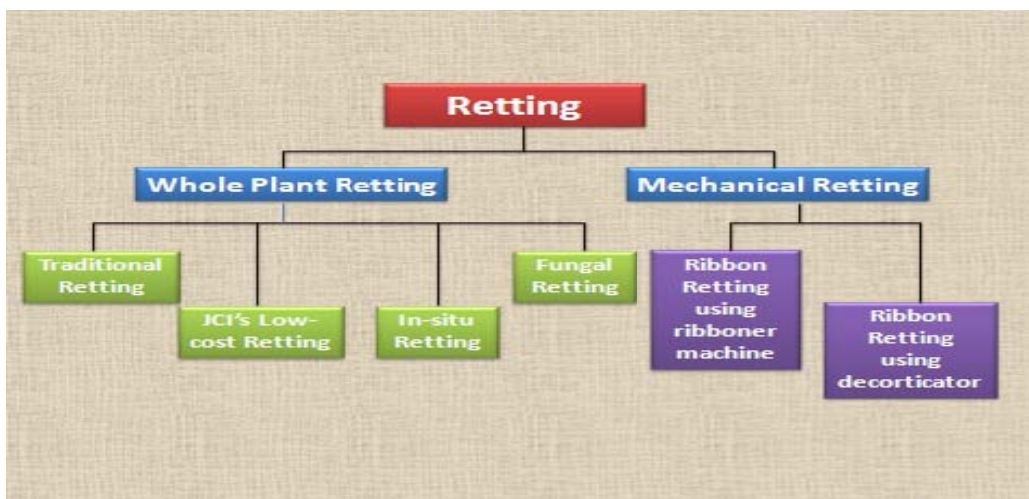 Retting
Whole Plant Retting
Mechanical Retting
Traditional
Retting
JCI's Low-
cost Retting
In-situ
Retting
Fungal
Retting
Ribbon
Retting
using
ribboner
machine
Ribbon
Retting
using
decorticator